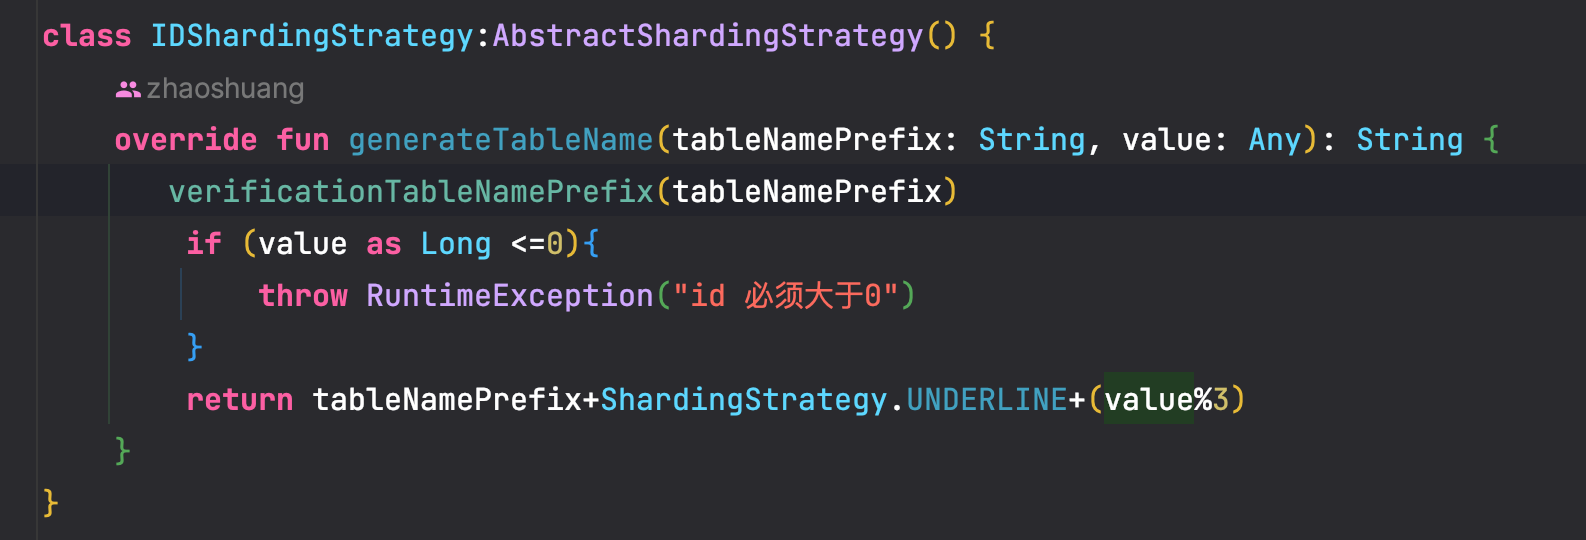 class IDShardingStrategy:AbstractShardingStrategy() {
zhaoshuang
override fun generateTableName(tableNamePrefix: String, value: Any): String {
verificationTableNamePrefix(tableNamePrefix)
if (value as Long <=0){
throw RuntimeException("id 必须大于0")
}
return tableNamePrefix+ShardingStrategy.UNDERLINE+(value%3)
}
}